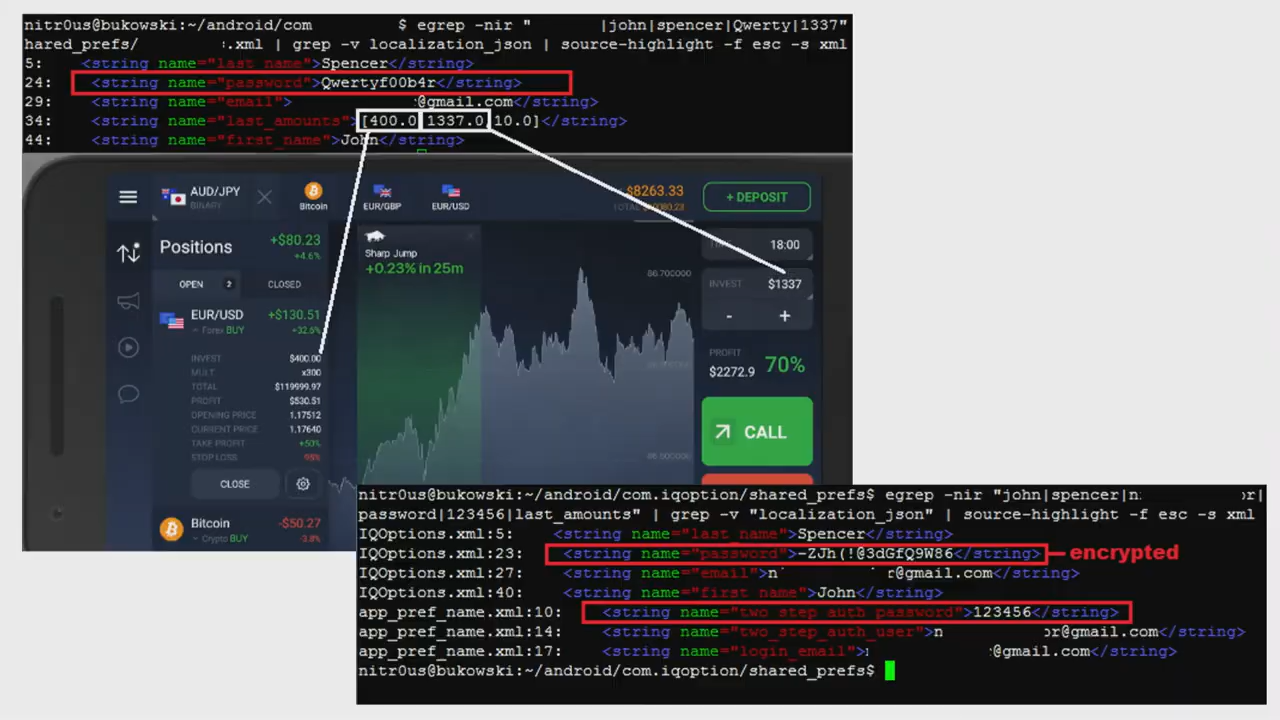 nitr0us@bukowski:~/android/com $ egrep -nir " |john|spencer|Qwerty|1337"
hared_prefs/ .xml | grep -v localization_json | source-highlight -f esc -s xml
5: <string name="last_name">Spencer</string>
24: <string name="password">Qwertyf00b4r</string>
29: <string name="email"> @gmail.com</string>
34: <string name="last_amounts">[400.0,1337.0,10.0]</string>
44: <string name="first_name">John</string>
AUD/JPY
BINARY
Bitcoin
EUR/GBP
EUR/USD
$8263.33
TOTAL
+ DEPOSIT
Positions
+$80.23
+4.6%
OPEN 2
CLOSED
EUR/USD
+$130.51
Forex BUY
+32.6%
INVEST $400.00
MULT x300
TOTAL $119999.97
PROFIT $530.51
OPENING PRICE 1.17512
CURRENT PRICE 1.17640
TAKE PROFIT +50%
STOP LOSS 95%
CLOSE
Bitcoin
-$50.27
Crypto BUY
-3.8%
Sharp Jump
+0.23% in 25m
86.700000
18:00
INVEST $1337
- +
PROFIT
$2272.9
70%
CALL
nitr0us@bukowski:~/android/com.iqoption/shared_prefs$ egrep -nir "john|spencer|n |
password|123456|last_amounts" | grep -v "localization_json" | source-highlight -f esc -s xml
IQOptions.xml:5: <string name="last_name">Spencer</string>
IQOptions.xml:23: <string name="password">-ZJh(!@3dGfQ9W86</string>
encrypted
IQOptions.xml:27: <string name="email">n r@gmail.com</string>
IQOptions.xml:40: <string name="first_name">John</string>
app_pref_name.xml:10: <string name="two_step_auth_password">123456</string>
app_pref_name.xml:14: <string name="two_step_auth_user">n or@gmail.com</string>
app_pref_name.xml:17: <string name="login_email"> @gmail.com</string>
nitr0us@bukowski:~/android/com.iqoption/shared_prefs$